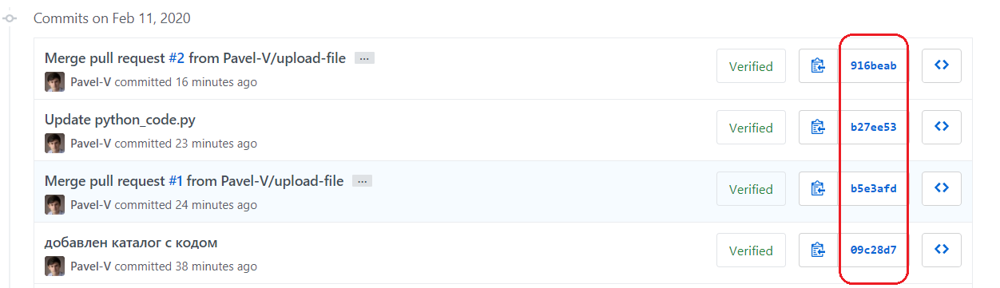 Commits on Feb 11, 2020
Merge pull request #2 from Pavel-V/upload-file ...
Pavel-V committed 16 minutes ago
Verified
916beab
Update python_code.py
Pavel-V committed 23 minutes ago
Verified
b27ee53
Merge pull request #1 from Pavel-V/upload-file ...
Pavel-V committed 24 minutes ago
Verified
b5e3afd
добавлен каталог с кодом
Pavel-V committed 38 minutes ago
Verified
09c28d7